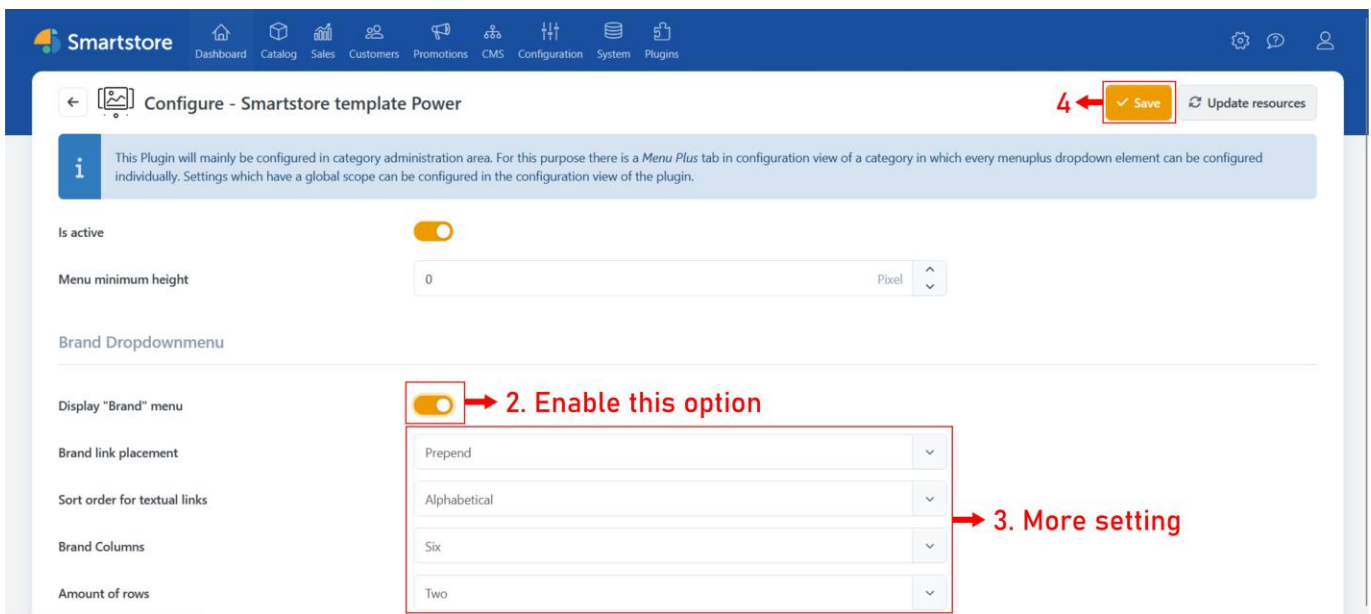 Smartstore
Dashboard Catalog Sales Customers Promotions CMS Configuration System Plugins
Configure - Smartstore template Power
4
Save
Update resources
This Plugin will mainly be configured in category administration area. For this purpose there is a Menu Plus tab in configuration view of a category in which every menuplus dropdown element can be configured
individually. Settings which have a global scope can be configured in the configuration view of the plugin.
Is active
Menu minimum height
0
Pixel
Brand Dropdownmenu
Display "Brand" menu
2. Enable this option
Brand link placement
Prepend
Sort order for textual links
Alphabetical
3. More setting
Brand Columns
Six
Amount of rows
Two